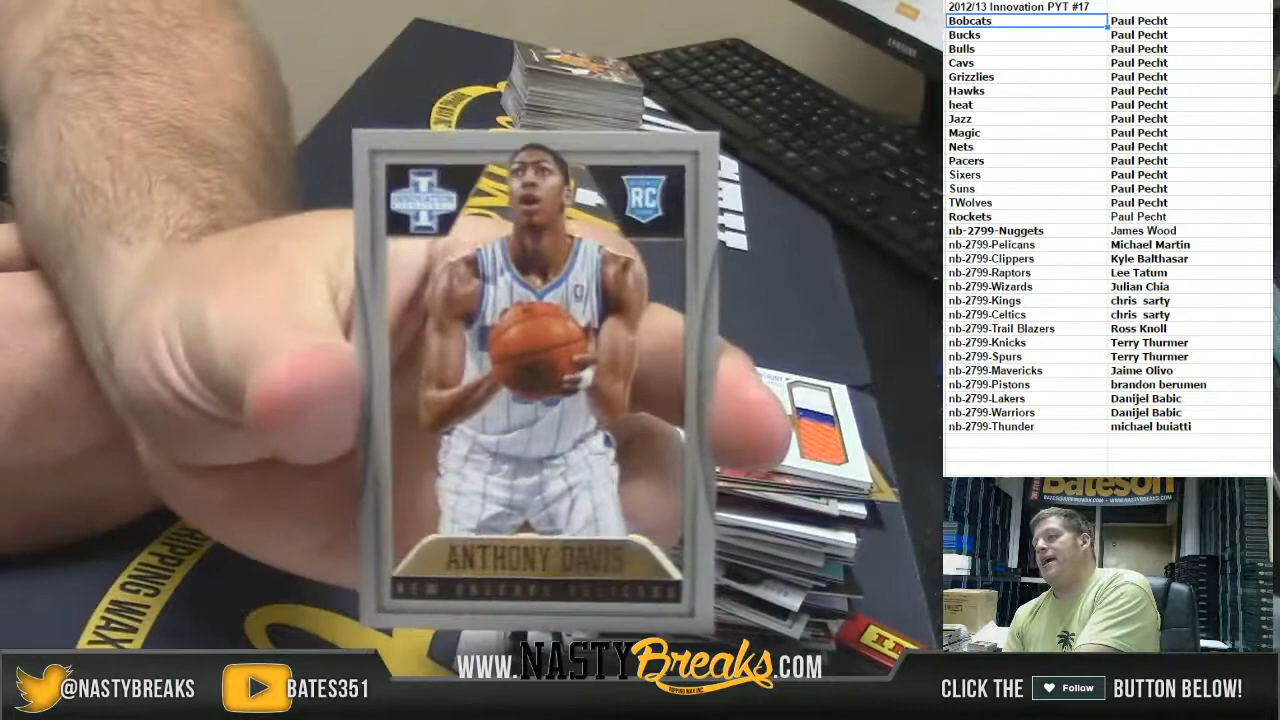 2012/13 Innovation PYT #17
Bobcats Paul Pecht
Bucks Paul Pecht
Bulls Paul Pecht
Cavs Paul Pecht
Grizzlies Paul Pecht
Hawks Paul Pecht
heat Paul Pecht
Jazz Paul Pecht
Magic Paul Pecht
Nets Paul Pecht
Pacers Paul Pecht
Sixers Paul Pecht
Suns Paul Pecht
TWolves Paul Pecht
Rockets Paul Pecht
nb-2799-Nuggets James Wood
nb-2799-Pelicans Michael Martin
nb-2799-Clippers Kyle Balthasar
nb-2799-Raptors Lee Tatum
nb-2799-Wizards Julian Chia
nb-2799-Kings chris sarty
nb-2799-Celtics chris sarty
nb-2799-Trail Blazers Ross Knoll
nb-2799-Knicks Terry Thurmer
nb-2799-Spurs Terry Thurmer
nb-2799-Mavericks Jaime Olivo
nb-2799-Pistons brandon berumen
nb-2799-Lakers Danijel Babic
nb-2799-Warriors Danijel Babic
nb-2799-Thunder michael buiatti
INNOVATION
RC
ANTHONY DAVIS
NEW ORLEANS PELICANS
RIPPING WAX
Bateson
@NASTYBREAKS
BATES351
WWW.NASTYBreaks.COM
RIPPING WAX INC.
CLICK THE Follow BUTTON BELOW!